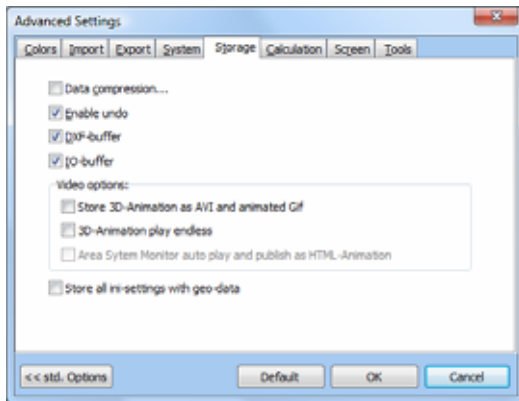 Advanced Settings
Colors Import Export System Storage Calculation Screen Tools
Data compression...
Enable undo
DXF-buffer
IO-buffer
Video options:
Store 3D-Animation as AVI and animated Gif
3D-Animation play endless
Area Sytem Monitor auto play and publish as HTML-Animation
Store all ini-settings with geo-data
<< std. Options Default OK Cancel